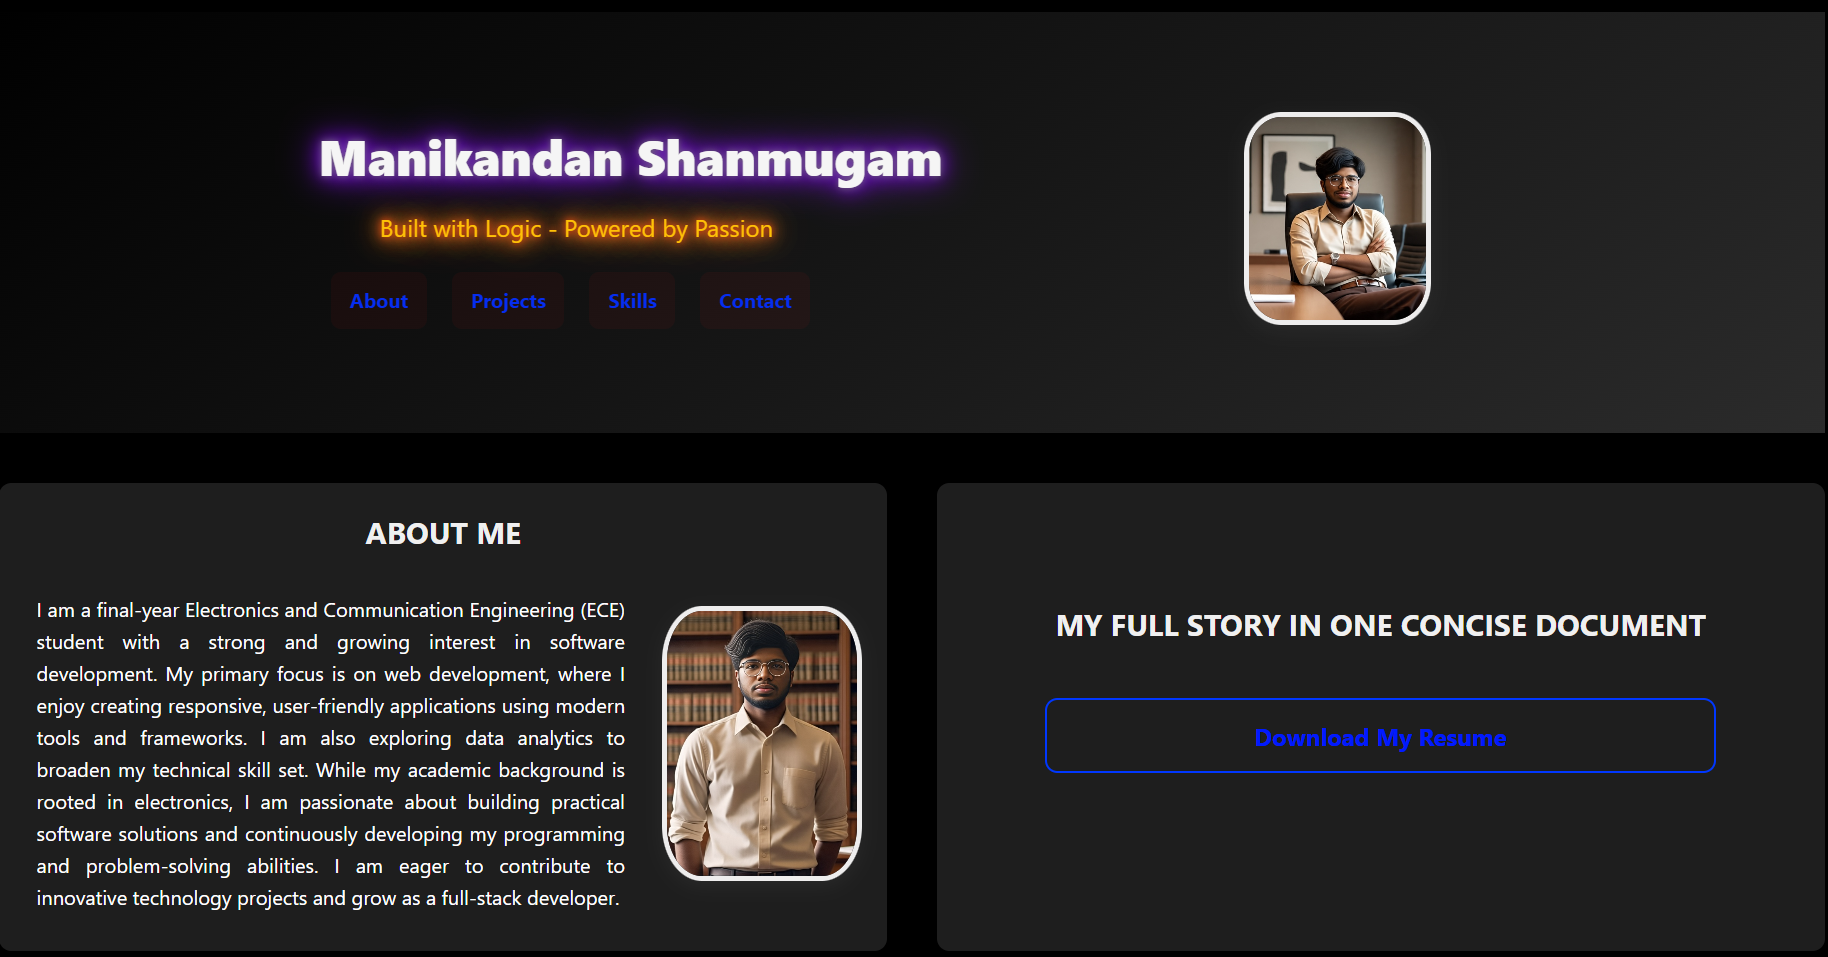 Manikandan Shanmugam
Built with Logic - Powered by Passion
About
Projects
Skills
Contact
ABOUT ME
I am a final-year Electronics and Communication Engineering (ECE)
student with a strong and growing interest in software
development. My primary focus is on web development, where I
enjoy creating responsive, user-friendly applications using modern
tools and frameworks. I am also exploring data analytics to
broaden my technical skill set. While my academic background is
rooted in electronics, I am passionate about building practical
software solutions and continuously developing my programming
and problem-solving abilities. I am eager to contribute to
innovative technology projects and grow as a full-stack developer.
MY FULL STORY IN ONE CONCISE DOCUMENT
Download My Resume